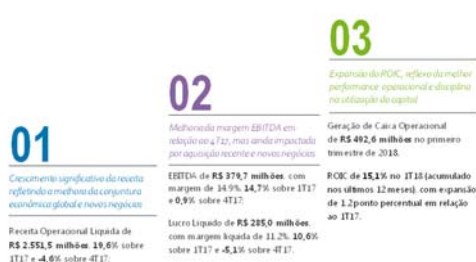 01
Crescimento significativo da receita
refletindo a melhora da conjuntura
econômica global e novos negócios
Receita Operacional Líquida de
R$ 2.551,5 milhões, 19,6% sobre
1T17 e -4,6% sobre 4T17;
02
Melhora da margem EBITDA em
relação ao 4T17, mas ainda impactada
por aquisição recente e novos negócios
EBITDA de R$ 379,7 milhões, com
margem de 14,9%, 14,7% sobre 1T17
e 0,9% sobre 4T17;
Lucro Líquido de R$ 285,0 milhões,
com margem líquida de 11,2%, 10,6%
sobre 1T17 e -5,1% sobre 4T17.
03
Expansão do ROIC, reflexo da melhor
performance operacional e disciplina
na utilização do capital
Geração de Caixa Operacional
de R$ 492,6 milhões no primeiro
trimestre de 2018.
ROIC de 15,1% no 1T18 (acumulado
nos últimos 12 meses), com expansão
de 1,2 ponto percentual em relação
ao 1T17.